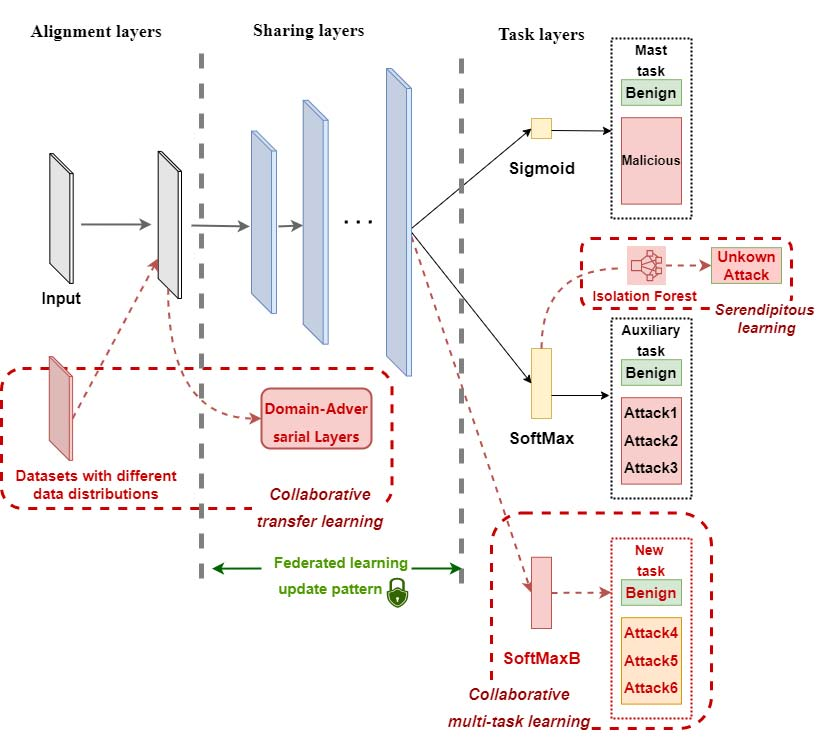 Alignment layers
Sharing layers
Task layers
Mast
task
Benign
Malicious
Sigmoid
Input
Unkown
Attack
Isolation Forest
Serendipitous
learning
Auxiliary
task
Benign
Attack1
Attack2
Attack3
SoftMax
Domain-Adver
sarial Layers
Datasets with different
data distributions
Collaborative
transfer learning
Federated learning
update pattern
New
task
Benign
Attack4
Attack5
Attack6
SoftMaxB
Collaborative
multi-task learning